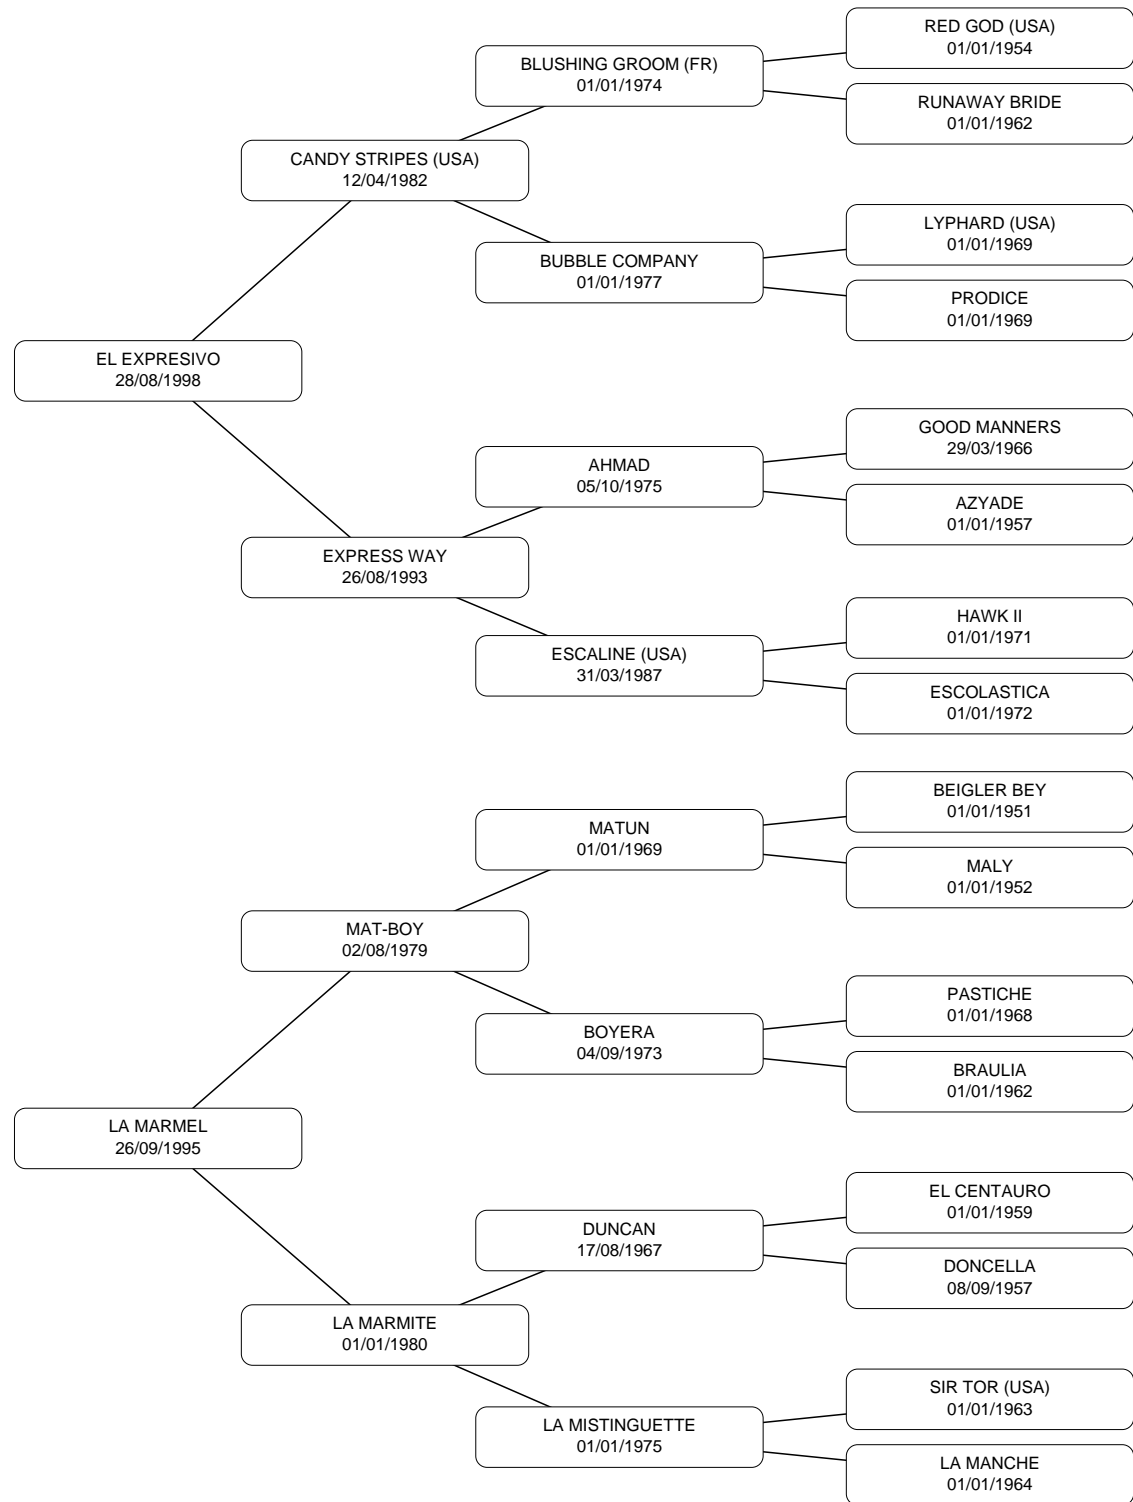 RED GOD (USA)
01/01/1954
BLUSHING GROOM (FR)
01/01/1974
RUNAWAY BRIDE
01/01/1962
CANDY STRIPES (USA)
12/04/1982
LYPHARD (USA)
01/01/1969
BUBBLE COMPANY
01/01/1977
PRODICE
01/01/1969
EL EXPRESIVO
28/08/1998
GOOD MANNERS
29/03/1966
AHMAD
05/10/1975
AZYADE
01/01/1957
EXPRESS WAY
26/08/1993
HAWK II
01/01/1971
ESCALINE (USA)
31/03/1987
ESCOLASTICA
01/01/1972
BEIGLER BEY
01/01/1951
MATUN
01/01/1969
MALY
01/01/1952
MAT-BOY
02/08/1979
PASTICHE
01/01/1968
BOYERA
04/09/1973
BRAULIA
01/01/1962
LA MARMEL
26/09/1995
EL CENTAURO
01/01/1959
DUNCAN
17/08/1967
DONCELLA
08/09/1957
LA MARMITE
01/01/1980
SIR TOR (USA)
01/01/1963
LA MISTINGUETTE
01/01/1975
LA MANCHE
01/01/1964